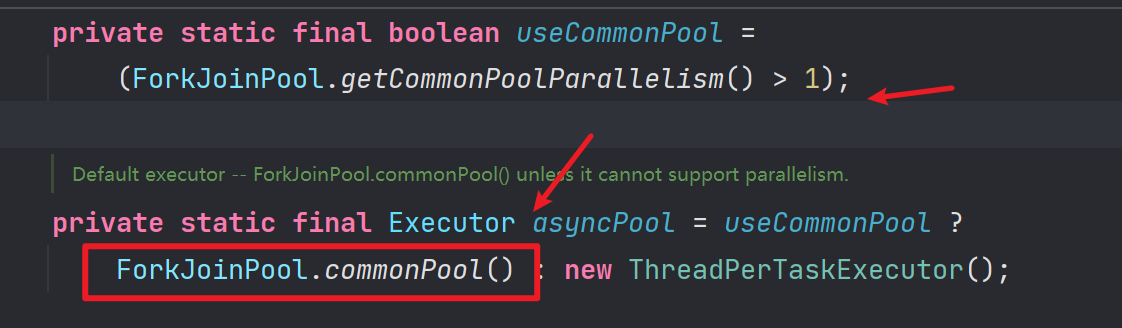 private static final boolean useCommonPool =
(ForkJoinPool.getCommonPoolParallelism() > 1);
Default executor -- ForkJoinPool.commonPool() unless it cannot support parallelism.
private static final Executor asyncPool = useCommonPool ?
ForkJoinPool.commonPool() : new ThreadPerTaskExecutor();